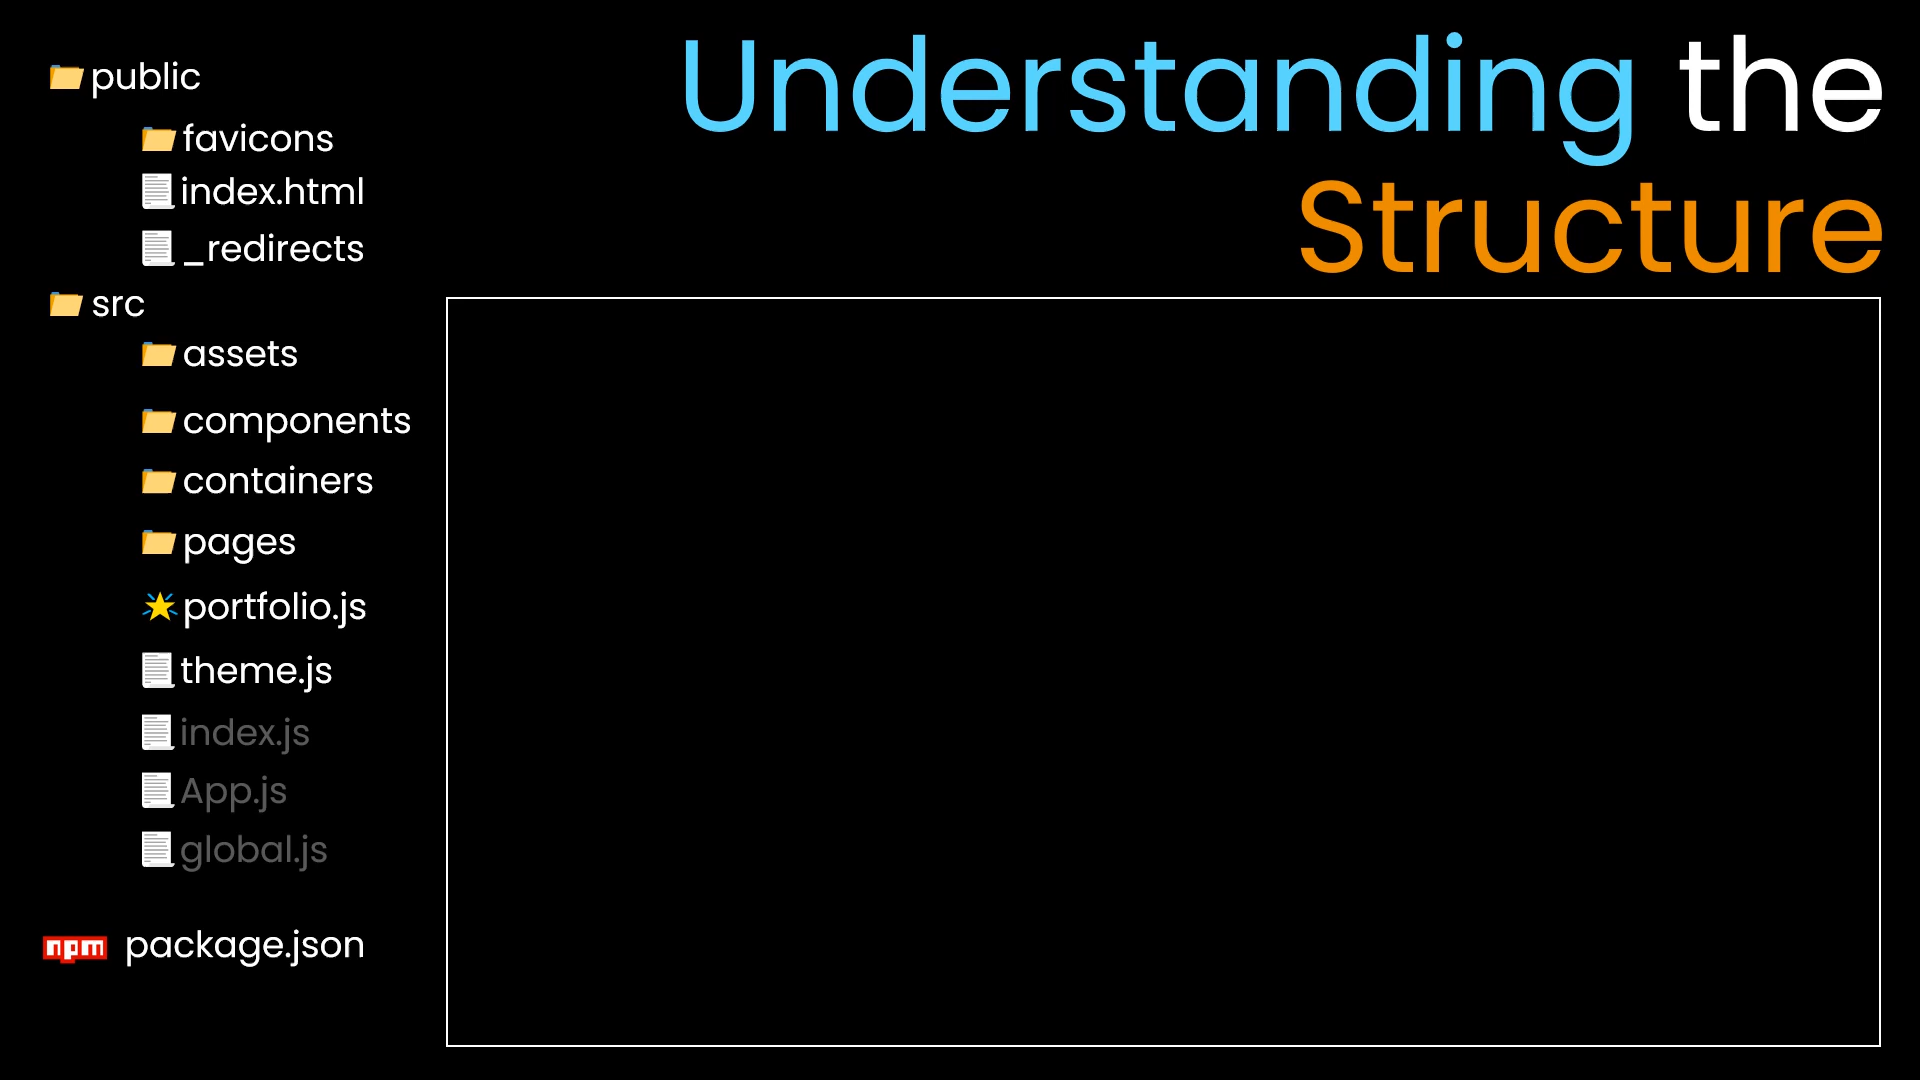 Understanding the
Structure
public
favicons
index.html
_redirects
src
assets
components
containers
pages
portfolio.js
theme.js
index.js
App.js
global.js
npm package.json